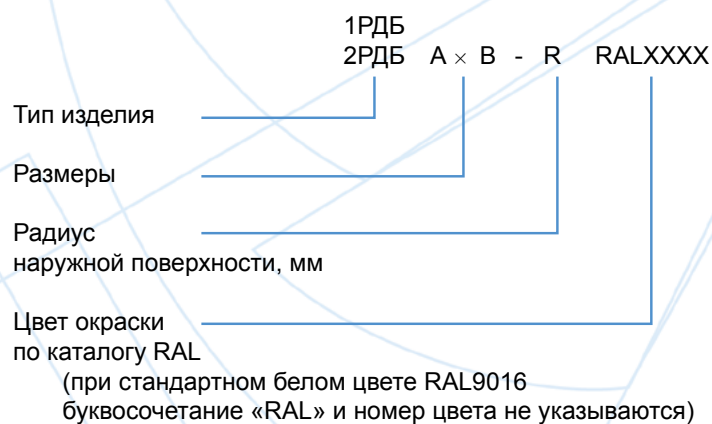 1РДБ
2РДБ А × В - R RALXXXX
Тип изделия
Размеры
Радиус
наружной поверхности, мм
Цвет окраски
по каталогу RAL
(при стандартном белом цвете RAL9016
буквосочетание «RAL» и номер цвета не указываются)